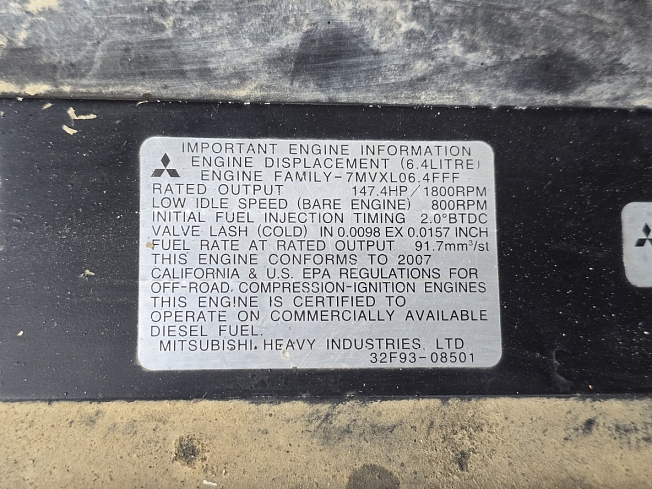 IMPORTANT ENGINE INFORMATION
ENGINE DISPLACEMENT (6.4LITRE)
ENGINE FAMILY-7MVXL06.4FFF
RATED OUTPUT 147.4HP/1800RPM
LOW IDLE SPEED (BARE ENGINE) 800RPM
INITIAL FUEL INJECTION TIMING 2.0°BTDC
VALVE LASH (COLD) IN 0.0098 EX 0.0157 INCH
FUEL RATE AT RATED OUTPUT 91.7mm³/st
THIS ENGINE CONFORMS TO 2007
CALIFORNIA & U.S. EPA REGULATIONS FOR
OFF-ROAD COMPRESSION-IGNITION ENGINES
THIS ENGINE IS CERTIFIED TO
OPERATE ON COMMERCIALLY AVAILABLE
DIESEL FUEL.
MITSUBISHI HEAVY INDUSTRIES, LTD
32F93-08501